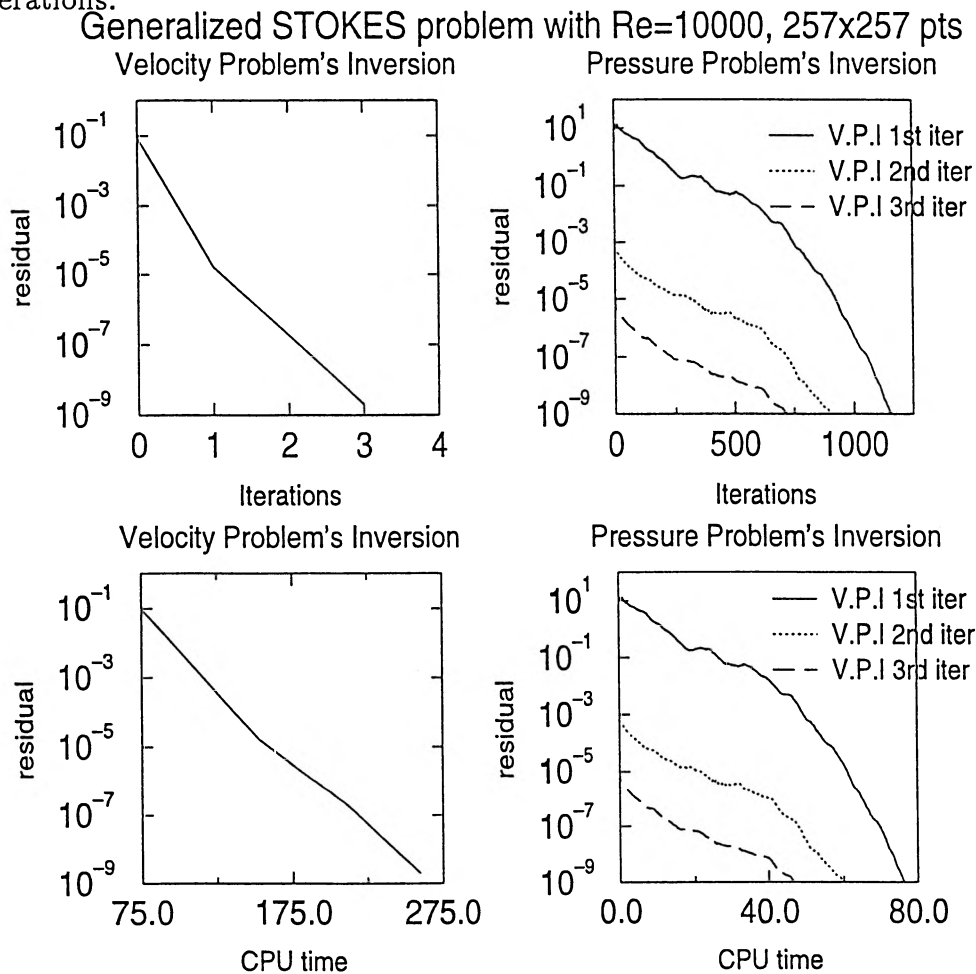 erations.
Generalized STOKES problem with Re=10000, 257x257 pts
Velocity Problem's Inversion
10⁻¹
10⁻³
10⁻⁵
10⁻⁷
10⁻⁹
residual
0 1 2 3 4
Iterations
Pressure Problem's Inversion
10¹
10⁻¹
10⁻³
10⁻⁵
10⁻⁷
10⁻⁹
residual
V.P.I 1st iter
V.P.I 2nd iter
V.P.I 3rd iter
0 500 1000
Iterations
Velocity Problem's Inversion
10⁻¹
10⁻³
10⁻⁵
10⁻⁷
10⁻⁹
residual
75.0 175.0 275.0
CPU time
Pressure Problem's Inversion
10¹
10⁻¹
10⁻³
10⁻⁵
10⁻⁷
10⁻⁹
residual
V.P.I 1st iter
V.P.I 2nd iter
V.P.I 3rd iter
0.0 40.0 80.0
CPU time